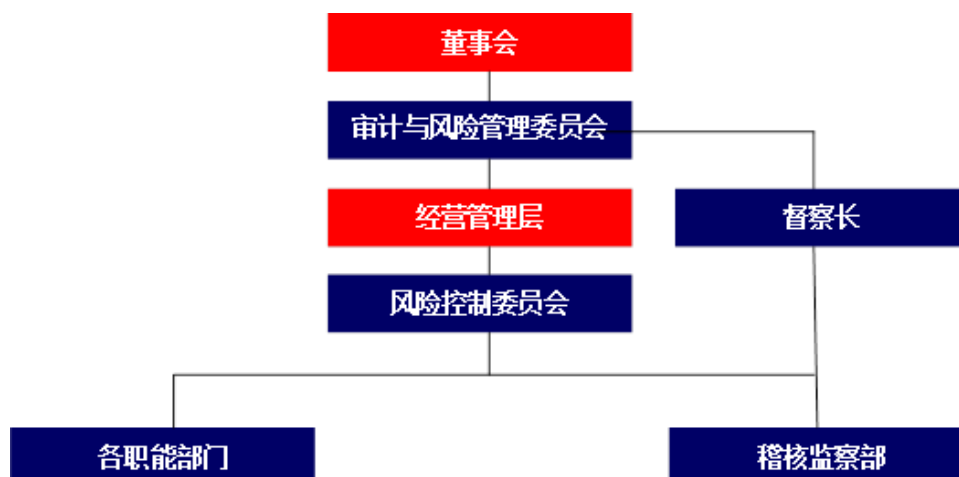 董事会
审计与风险管理委员会
经营管理层
督察长
风险控制委员会
各职能部门
稽核监察部